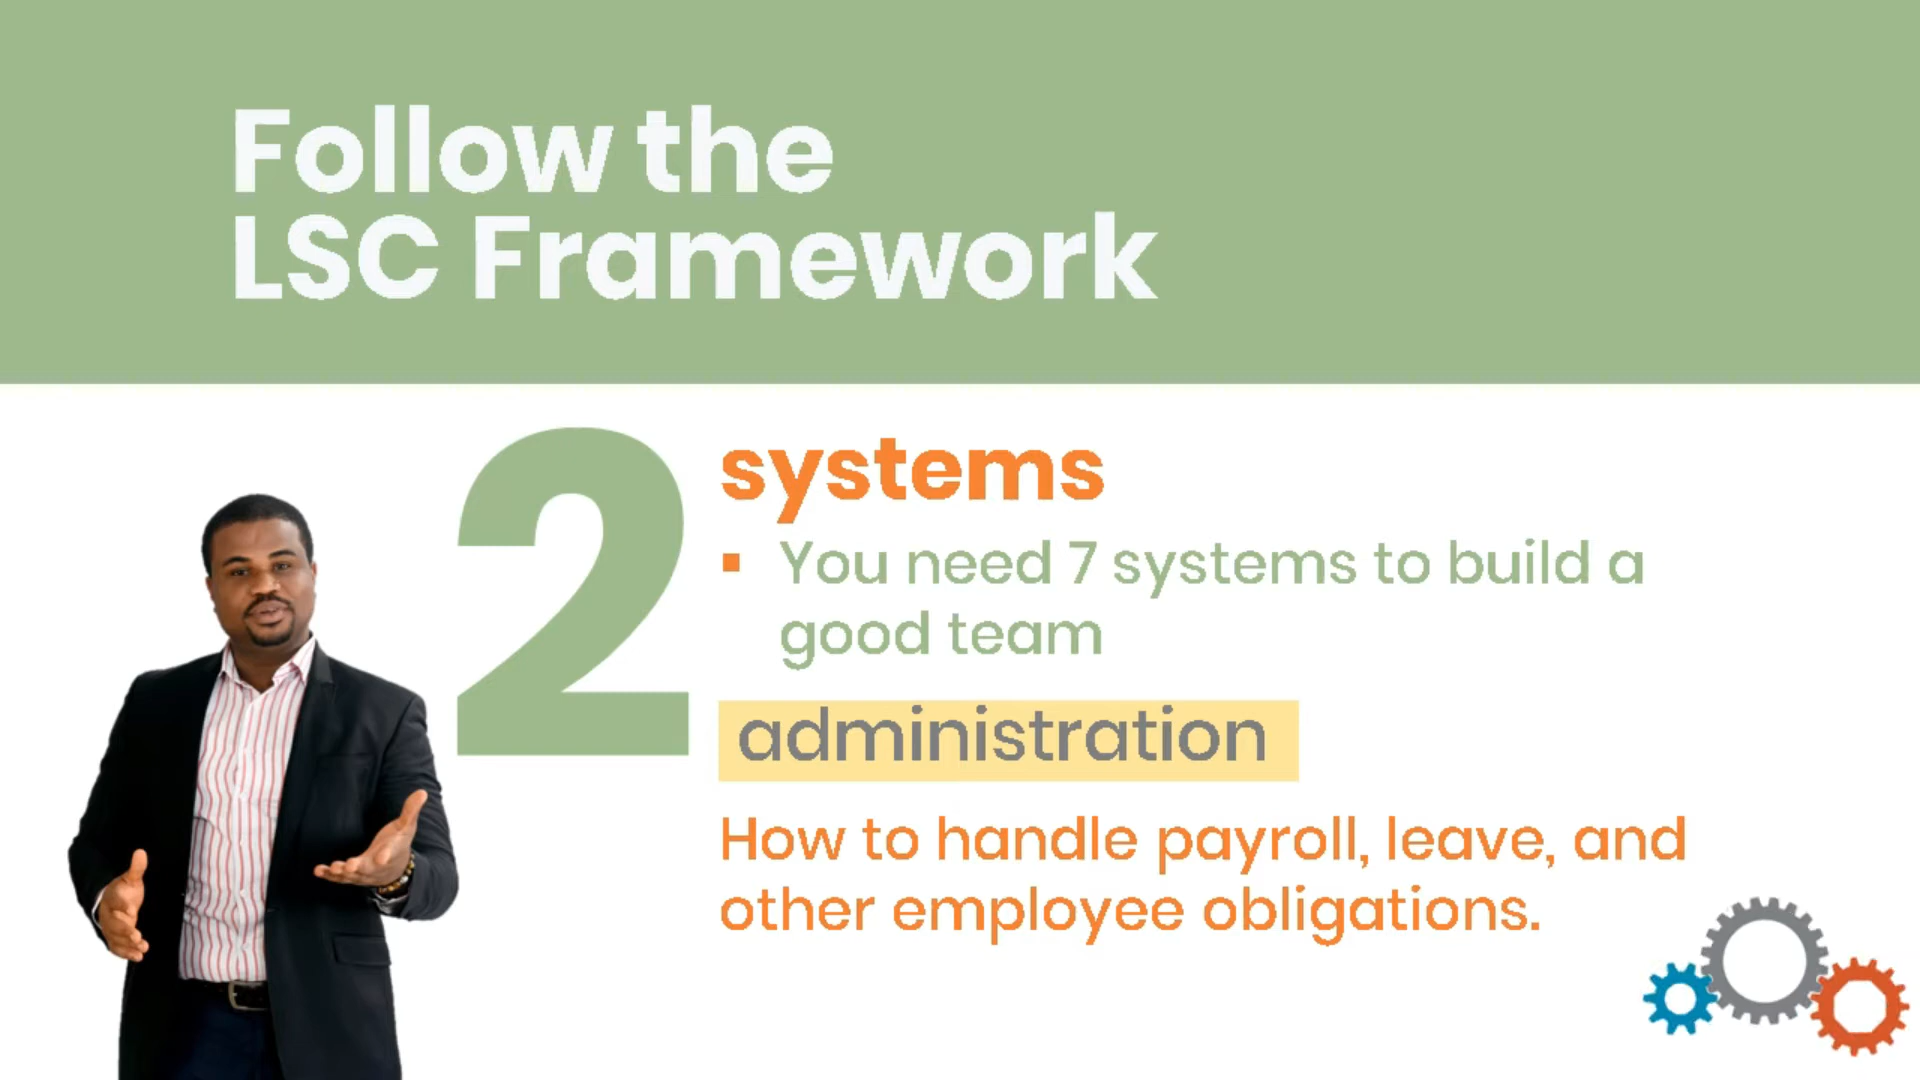 Follow the
LSC Framework
2
systems
▪ You need 7 systems to build a
good team
administration
How to handle payroll, leave, and
other employee obligations.